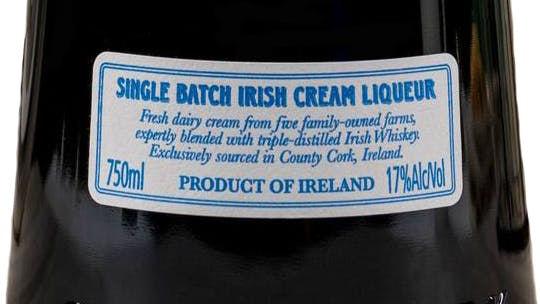 SINGLE BATCH IRISH CREAM LIQUEUR
Fresh dairy cream from five family-owned farms,
expertly blended with triple-distilled Irish Whiskey.
Exclusively sourced in County Cork, Ireland.
750ml PRODUCT OF IRELAND 17%Alc/Vol